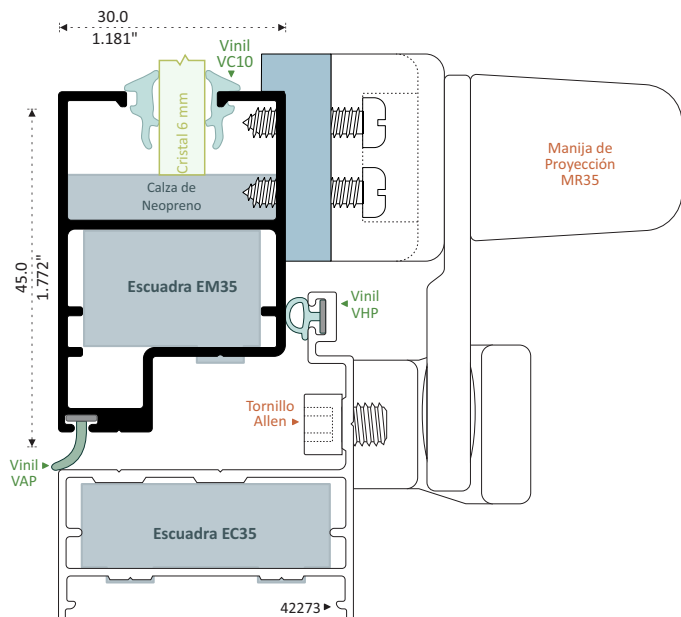 30.0
1.181"
Vinil
VC10
Cristal 6 mm
Manija de
Proyección
MR35
Calza de
Neopreno
45.0
1.772"
Escuadra EM35
Vinil
VHP
Tornillo
Allen
Vinil
VAP
Escuadra EC35
42273